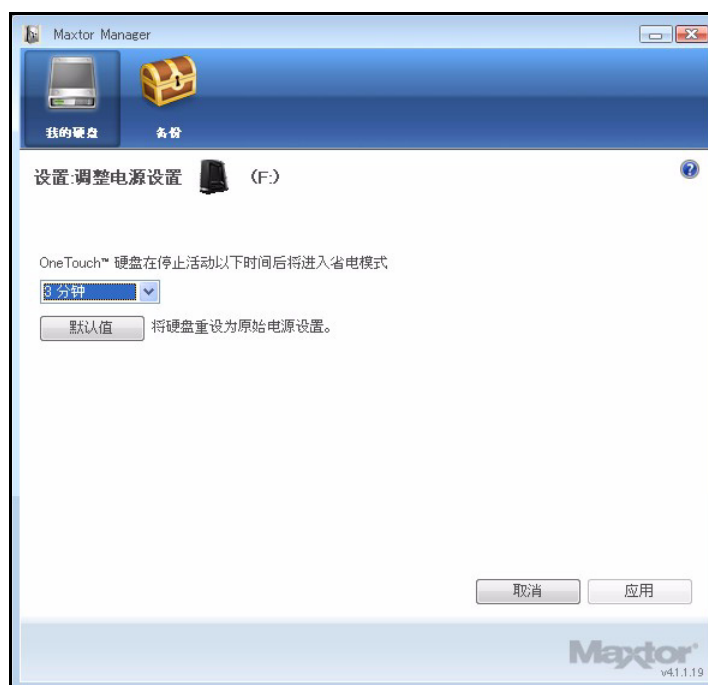 Maxtor Manager
我的硬盘 备份
设置:调整电源设置 (F:)
OneTouch™ 硬盘在停止活动以下时间后将进入省电模式
3 分钟
默认值 将硬盘重设为原始电源设置。
取消 应用
Maxtor
v4.1.1.19